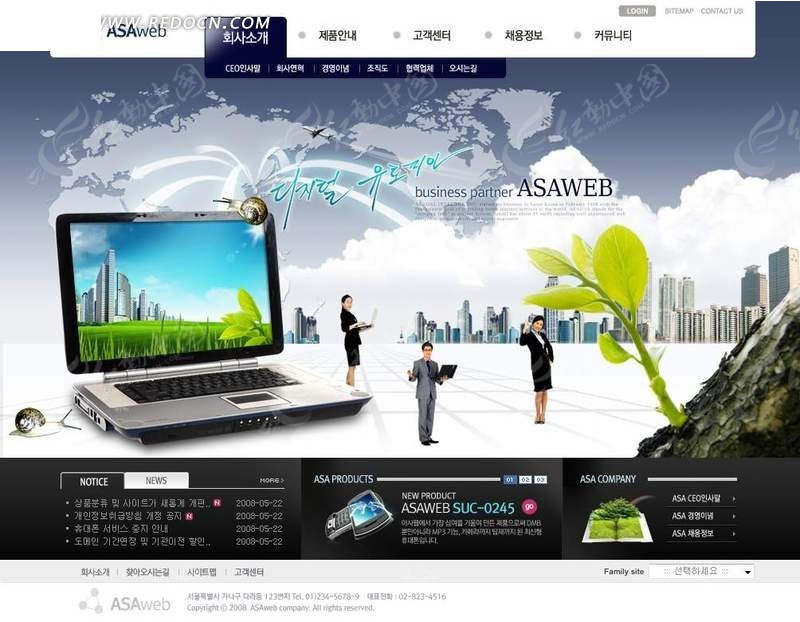 LOGIN SITEMAP CONTACT US
ASAweb
WWW.REDOCN.COM
회사소개 제품안내 고객센터 채용정보 커뮤니티
CEO인사말 | 회사연혁 | 경영이념 | 조직도 | 협력업체 | 오시는길
디지털 유토피아
business partner ASAWEB
NOTICE NEWS MORE >
• 상품분류 및 사이트가 새롭게 개편.. N 2008-05-22
• 개인정보취급방침 개정 공지 N 2008-05-22
• 휴대폰 서비스 중지 안내 2008-05-22
• 도메인 기간연장 및 기관이전 할인.. 2008-05-22
ASA PRODUCTS 01 02 03
NEW PRODUCT
ASAWEB SUC-0245 go
아사웹에서 가장 심혀를 기울여 만든 제품으로써 DMB
뿐만아니라 MP3 기능, 카메라까지 탑재까지 된 최신형
휴대폰입니다.
ASA COMPANY
ASA CEO인사말
ASA 경영이념
ASA 채용정보
회사소개 | 찾아오시는길 | 사이트맵 | 고객센터
Family site ::: 선택하세요 :::
ASAweb
서울특별시 가나구 다라동 123번지 Tel. 01)234-5678-9 대표전화 : 02-823-4516
Copyright © 2008 ASAweb company. All rights reserved.
红动中国
WWW.REDOCN.COM